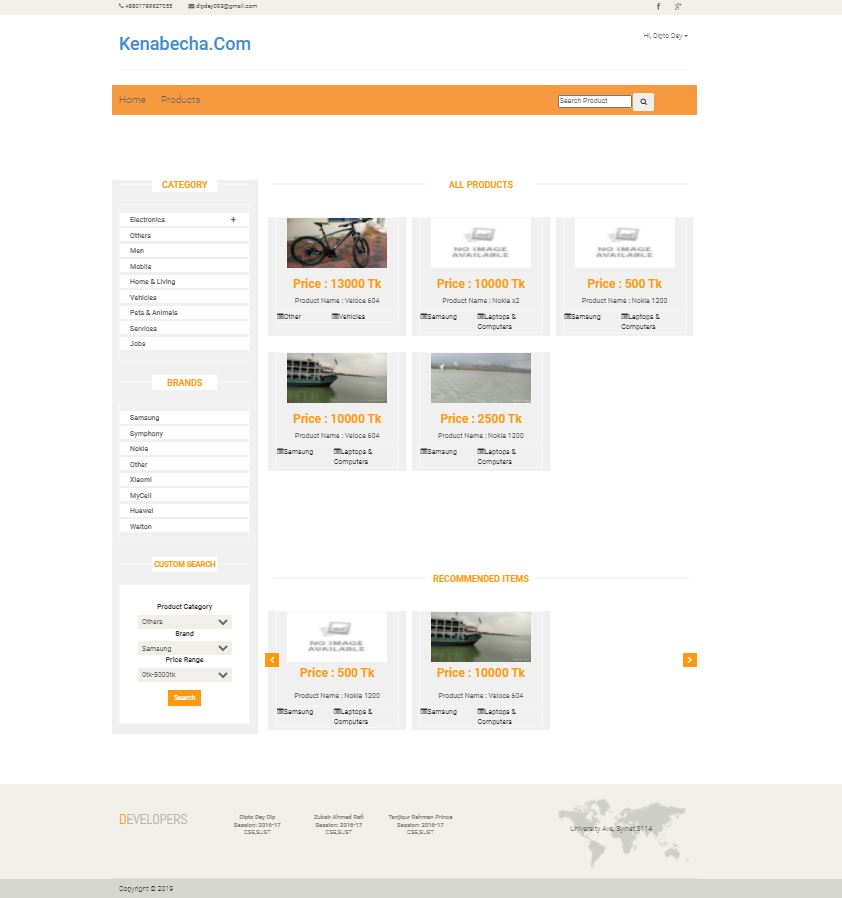 +8801789627055 dipdey093@gmail.com
Kenabecha.Com
Hi, Dipto Dey
Home Products
Search Product
CATEGORY
Electronics +
Others
Men
Mobile
Home & Living
Vehicles
Pets & Animals
Services
Jobs
BRANDS
Samsung
Symphony
Nokia
Other
Xiaomi
MyCell
Huawei
Walton
CUSTOM SEARCH
Product Category
Others
Brand
Samsung
Price Range
0tk-5000tk
Search
ALL PRODUCTS
NO IMAGE
AVAILABLE
NO IMAGE
AVAILABLE
Price : 13000 Tk Price : 10000 Tk Price : 500 Tk
Product Name : Veloce 604 Product Name : Nokia x2 Product Name : Nokia 1200
Other Vehicles Samsung Laptops & Samsung Laptops &
Computers Computers
Price : 10000 Tk Price : 2500 Tk
Product Name : Veloce 604 Product Name : Nokia 1200
Samsung Laptops & Samsung Laptops &
Computers Computers
RECOMMENDED ITEMS
NO IMAGE
AVAILABLE
Price : 500 Tk Price : 10000 Tk
Product Name : Nokia 1200 Product Name : Veloce 604
Samsung Laptops & Samsung Laptops &
Computers Computers
DEVELOPERS
Dipto Dey Dip Zubair Ahmed Rafi Tanjiqur Rahman Prince
Session: 2016-17 Session: 2016-17 Session: 2016-17
CSE,SUST CSE,SUST CSE,SUST
University Ave, Sylhet 3114
Copyright © 2019